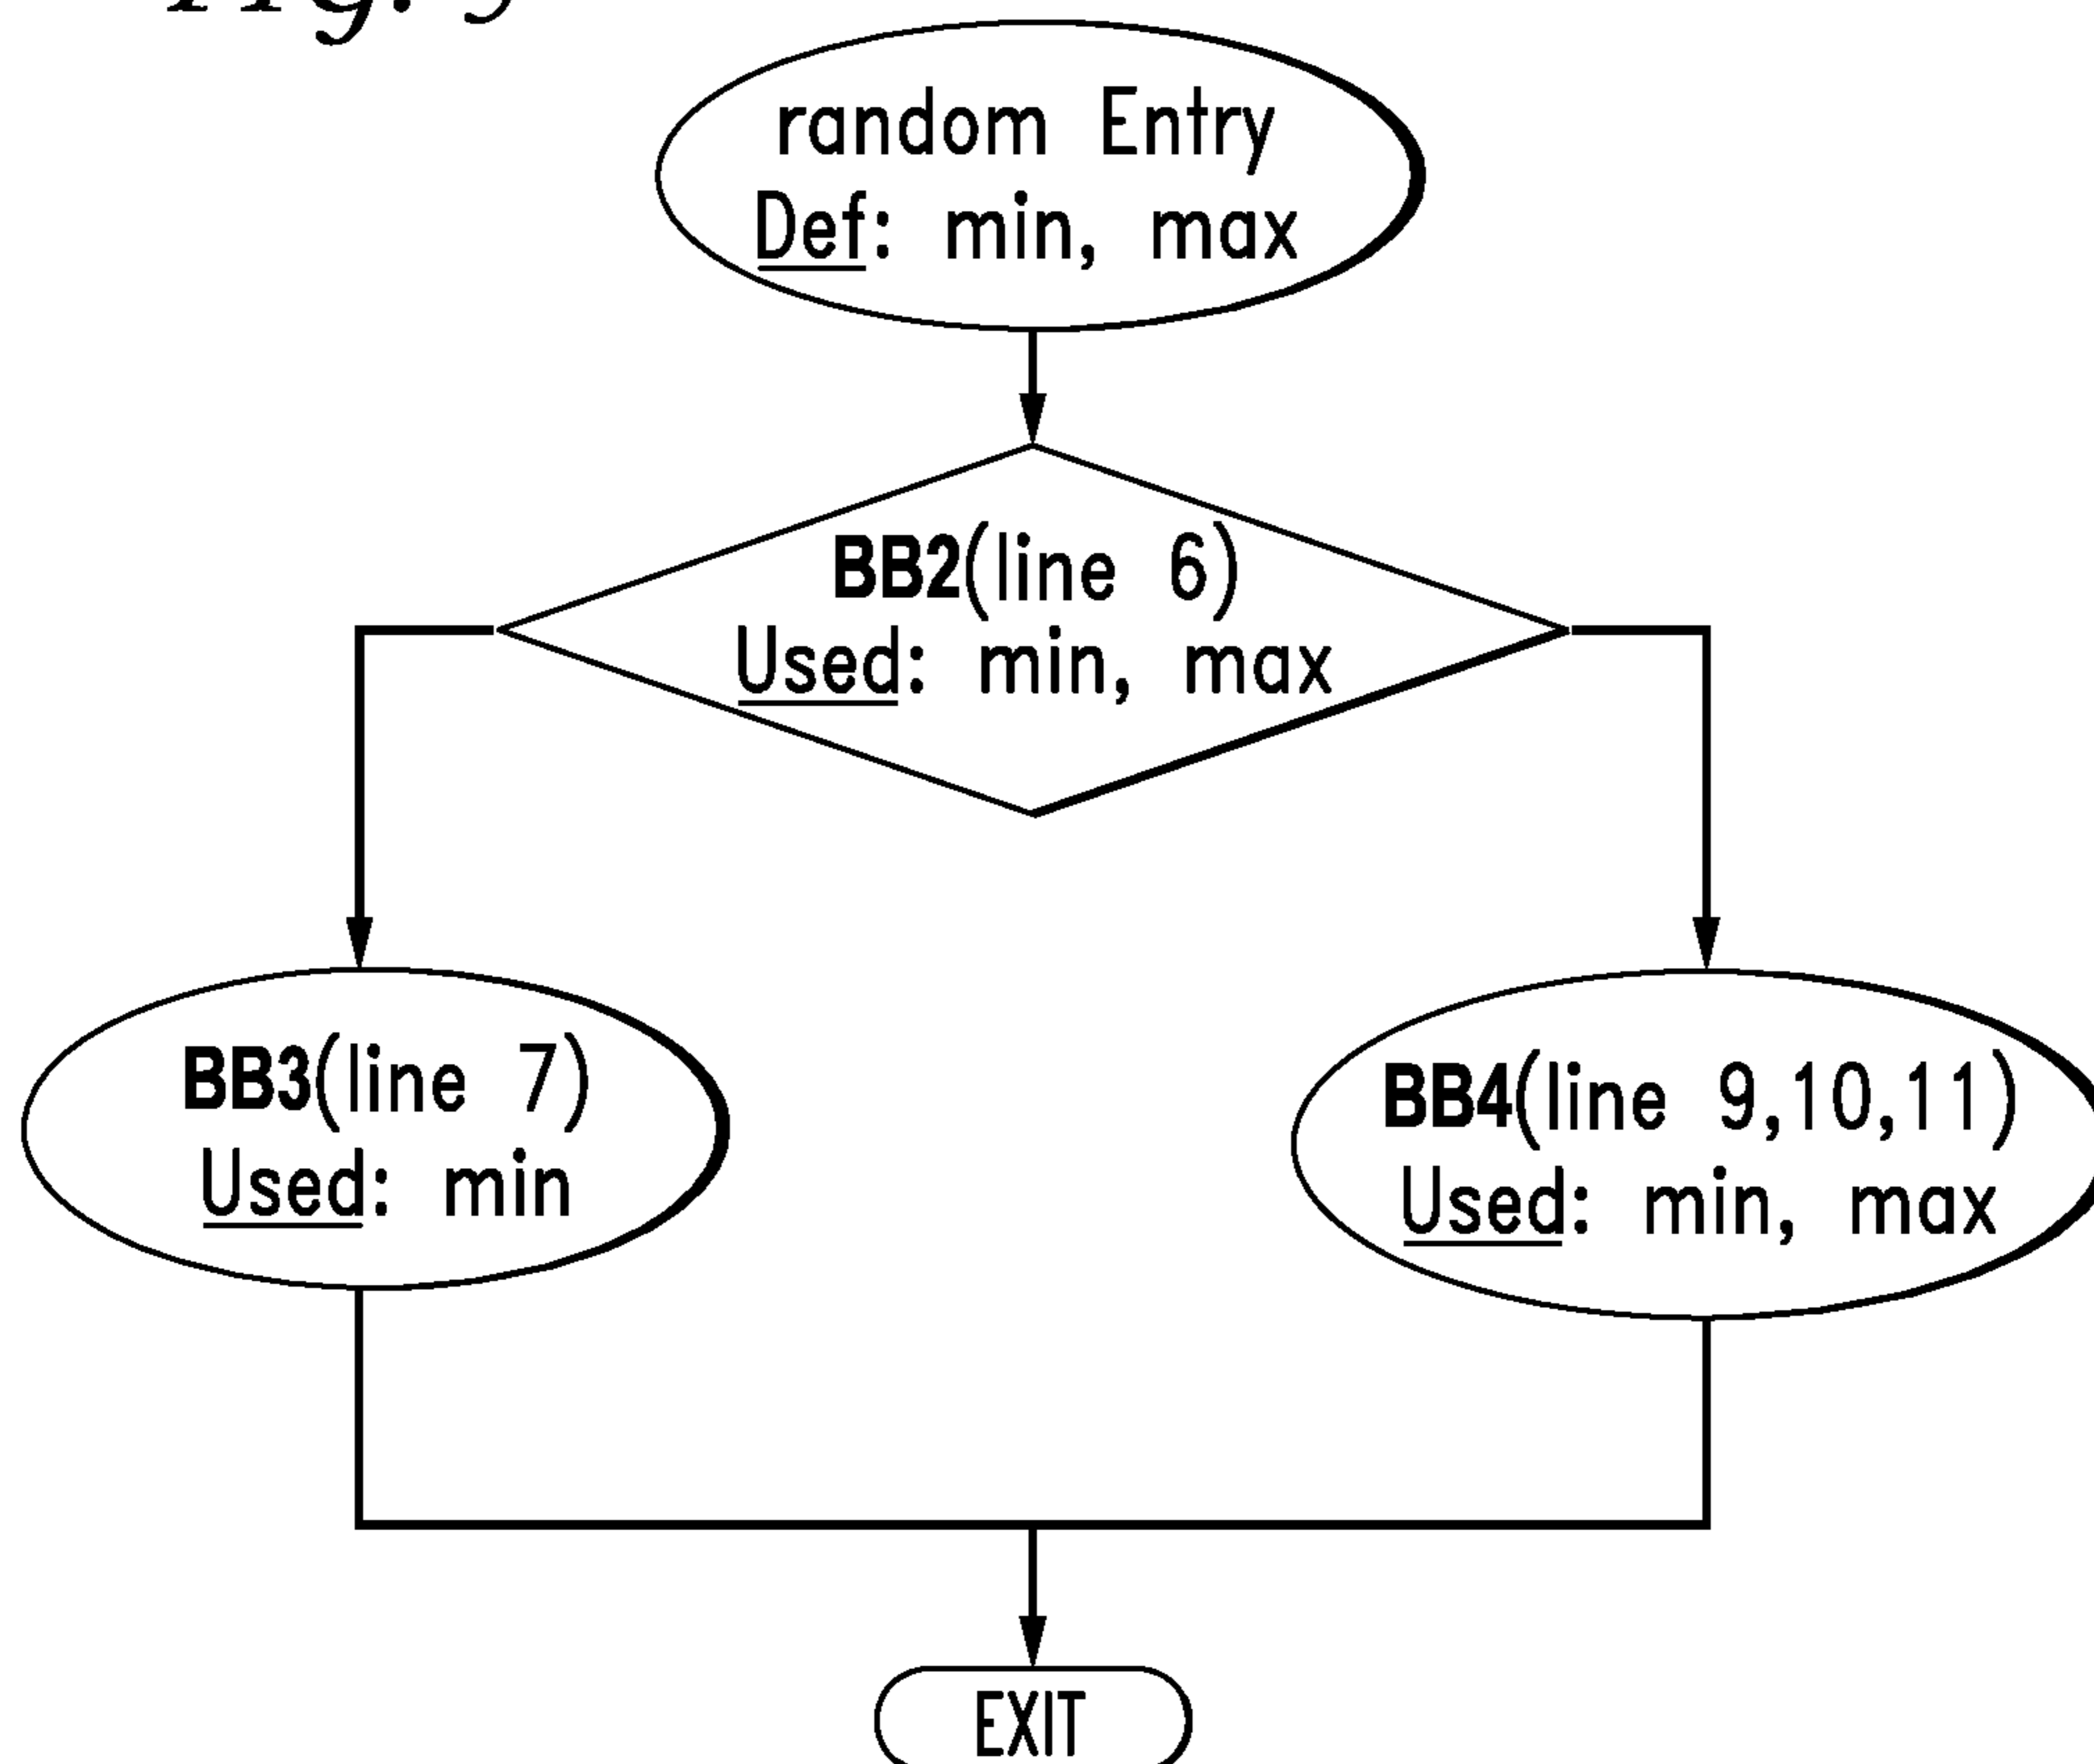 random Entry
Def: min, max
BB2(line 6)
Used: min, max
BB3(line 7)
Used: min
BB4(line 9,10,11)
Used: min, max
EXIT